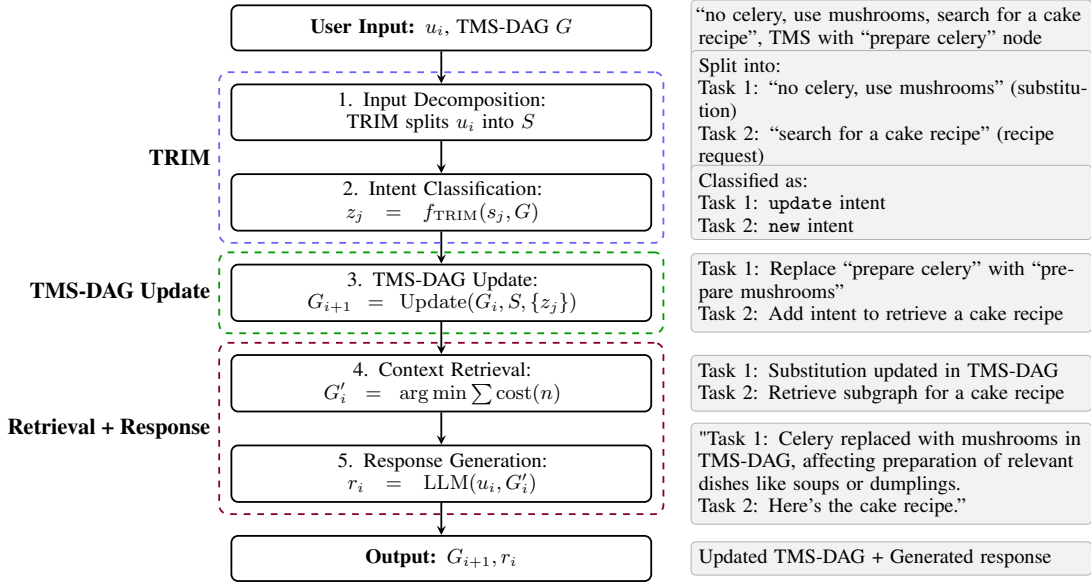 User Input: u_i, TMS-DAG G
"no celery, use mushrooms, search for a cake
recipe", TMS with "prepare celery" node
TRIM
1. Input Decomposition:
TRIM splits u_i into S
Split into:
Task 1: "no celery, use mushrooms" (substitu-
tion)
Task 2: "search for a cake recipe" (recipe
request)
2. Intent Classification:
z_j = f_TRIM(s_j, G)
Classified as:
Task 1: update intent
Task 2: new intent
TMS-DAG Update
3. TMS-DAG Update:
G_{i+1} = Update(G_i, S, {z_j})
Task 1: Replace "prepare celery" with "pre-
pare mushrooms"
Task 2: Add intent to retrieve a cake recipe
Retrieval + Response
4. Context Retrieval:
G'_i = arg min ∑ cost(n)
Task 1: Substitution updated in TMS-DAG
Task 2: Retrieve subgraph for a cake recipe
5. Response Generation:
r_i = LLM(u_i, G'_i)
"Task 1: Celery replaced with mushrooms in
TMS-DAG, affecting preparation of relevant
dishes like soups or dumplings.
Task 2: Here's the cake recipe."
Output: G_{i+1}, r_i
Updated TMS-DAG + Generated response